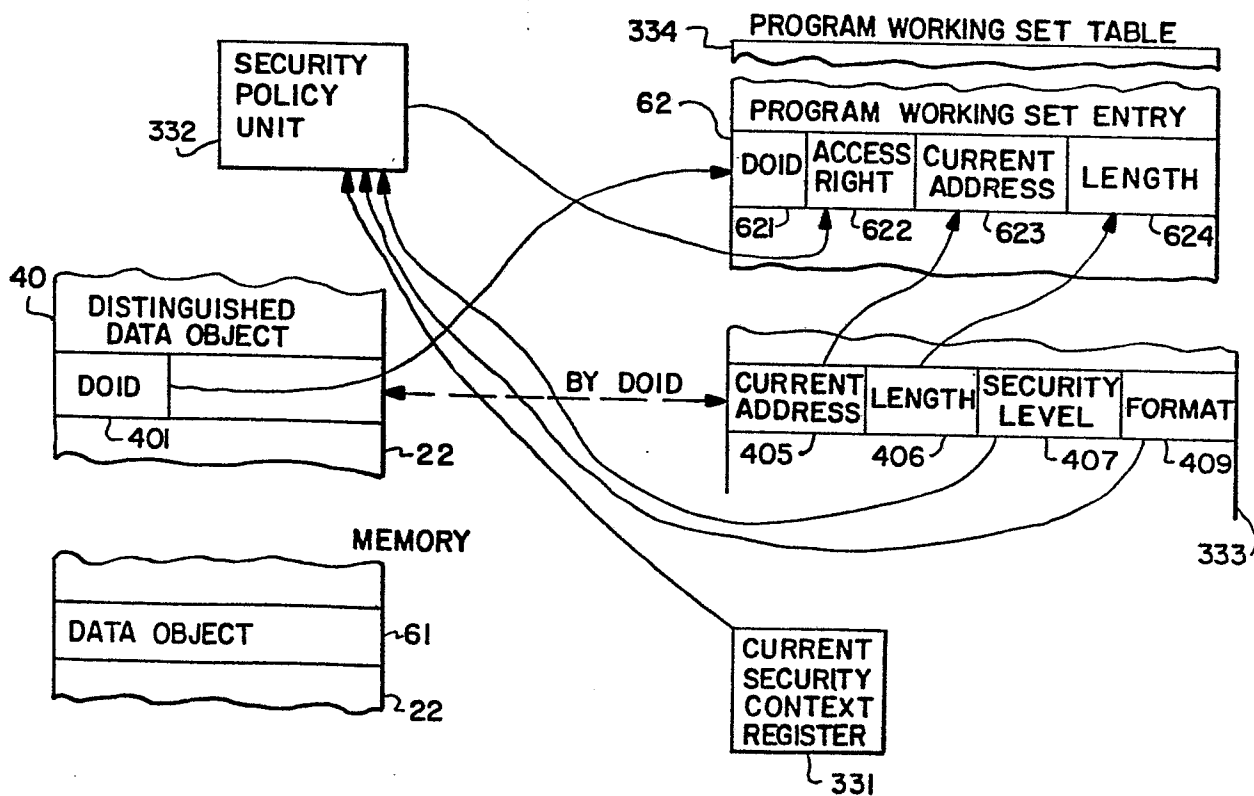 334
PROGRAM WORKING SET TABLE
SECURITY
POLICY
UNIT
332
62
PROGRAM WORKING SET ENTRY
DOID
ACCESS
RIGHT
CURRENT
ADDRESS
LENGTH
621
622
623
624
40
DISTINGUISHED
DATA OBJECT
DOID
401
22
BY DOID
CURRENT
ADDRESS
LENGTH
SECURITY
LEVEL
FORMAT
405
406
407
409
333
MEMORY
DATA OBJECT
61
22
CURRENT
SECURITY
CONTEXT
REGISTER
331